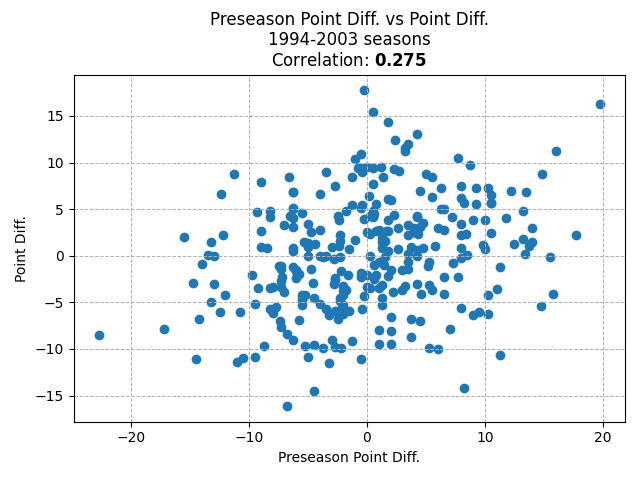 Preseason Point Diff. vs Point Diff.
1994-2003 seasons
Correlation: 0.275
Point Diff.
15
10
5
0
−5
−10
−15
−20
−10
0
10
20
Preseason Point Diff.